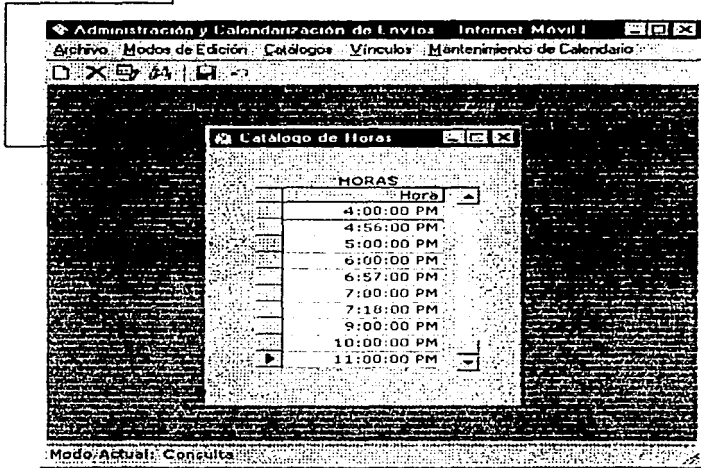 Administración y Calendarización de Envíos - Internet Móvil I
Archivo Modos de Edición Catálogos Vínculos Mantenimiento de Calendario
Catálogo de Horas
HORAS
Hora
4:00:00 PM
4:56:00 PM
5:00:00 PM
6:00:00 PM
6:57:00 PM
7:00:00 PM
7:18:00 PM
9:00:00 PM
10:00:00 PM
11:00:00 PM
Modo Actual: Consulta